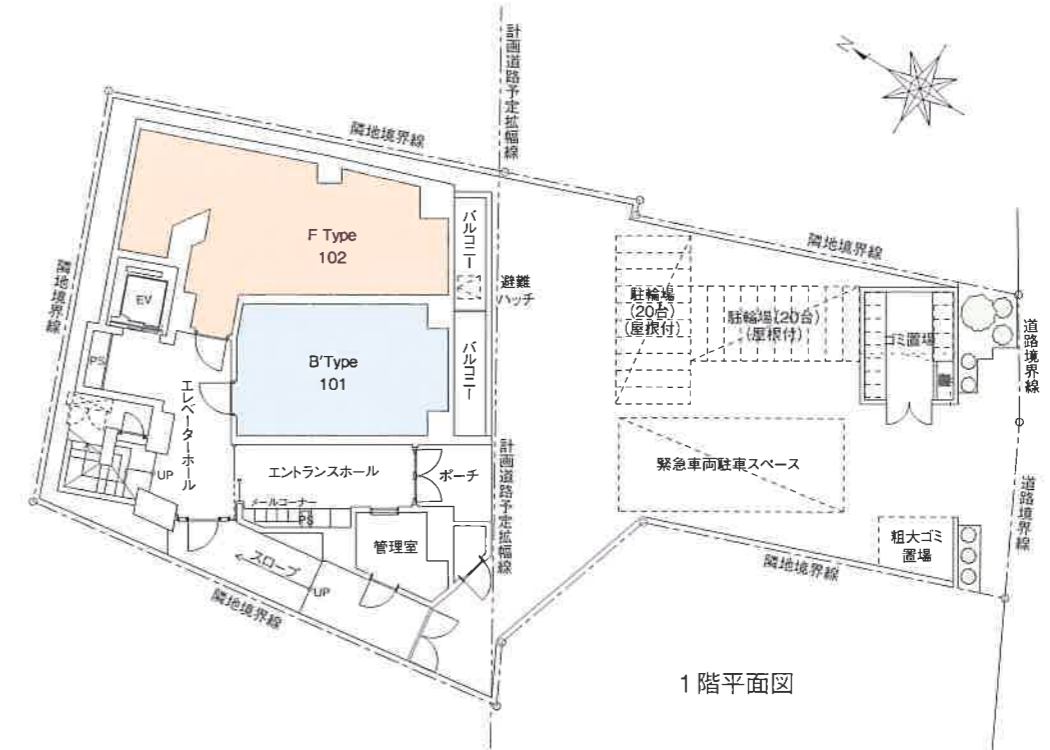 計画道路予定拡幅線
N
隣地境界線
隣地境界線
F Type
102
バルコニー
避難
ハッチ
隣地境界線
EV
PS
エレベーターホール
B'Type
101
バルコニー
駐輪場
(20台)
(屋根付)
駐輪場(20台)
(屋根付)
ゴミ置場
道路境界線
UP
エントランスホール
ポーチ
計画道路予定拡幅線
緊急車両駐車スペース
メールコーナー
PS
管理室
スロープ
UP
隣地境界線
隣地境界線
粗大ゴミ
置場
道路境界線
1階平面図